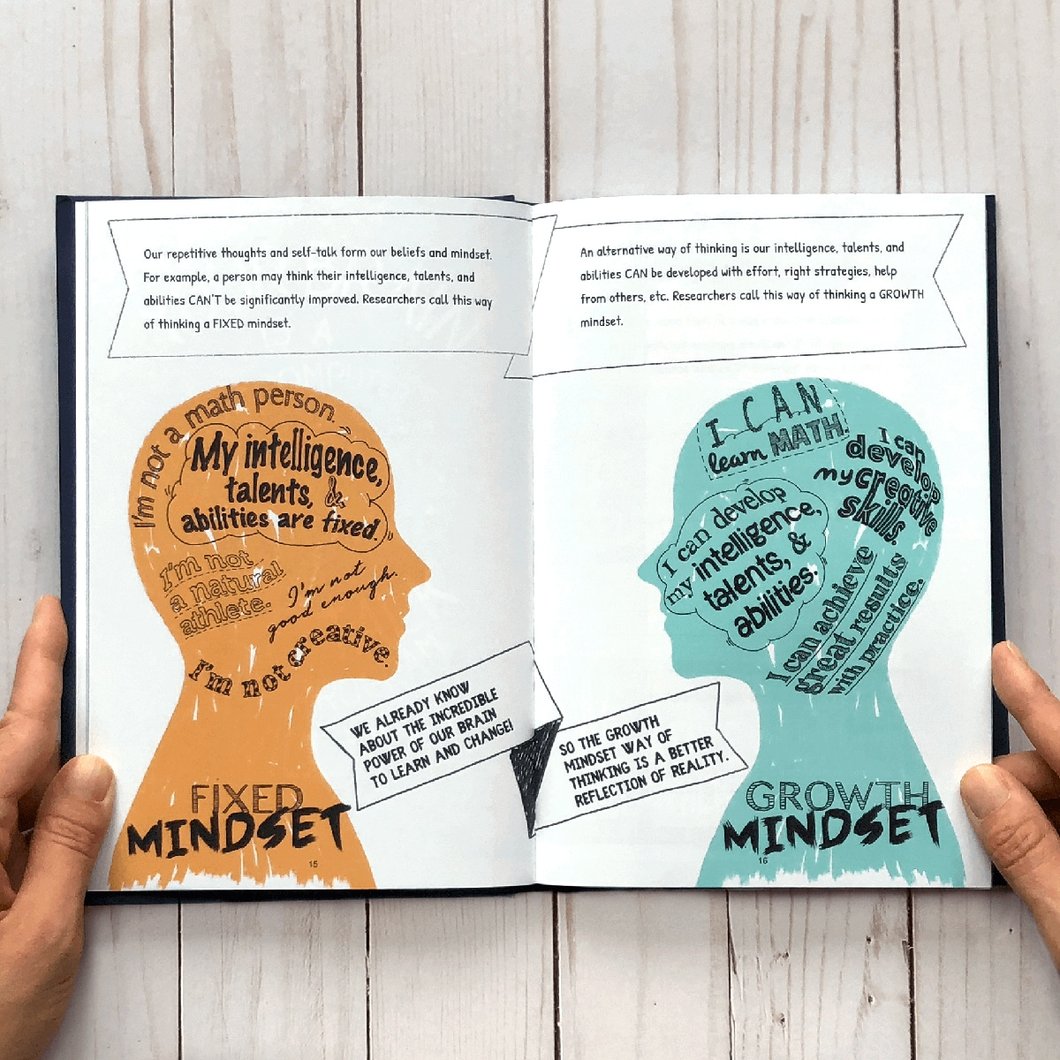 Our repetitive thoughts and self-talk form our beliefs and mindset.
For example, a person may think their intelligence, talents, and
abilities CAN'T be significantly improved. Researchers call this way
of thinking a FIXED mindset.
I'm not a math person.
My intelligence,
talents, &
abilities are fixed.
I'm not
a natural
athlete.
I'm not
good enough.
I'm not creative.
WE ALREADY KNOW
ABOUT THE INCREDIBLE
POWER OF OUR BRAIN
TO LEARN AND CHANGE!
FIXED
MINDSET
15
An alternative way of thinking is our intelligence, talents, and
abilities CAN be developed with effort, right strategies, help
from others, etc. Researchers call this way of thinking a GROWTH
mindset.
I CAN
learn MATH.
I can
develop
my creative
skills.
I can develop
my intelligence,
talents, &
abilities.
I can achieve
great results
with practice.
SO THE GROWTH
MINDSET WAY OF
THINKING IS A BETTER
REFLECTION OF REALITY.
GROWTH
MINDSET
16